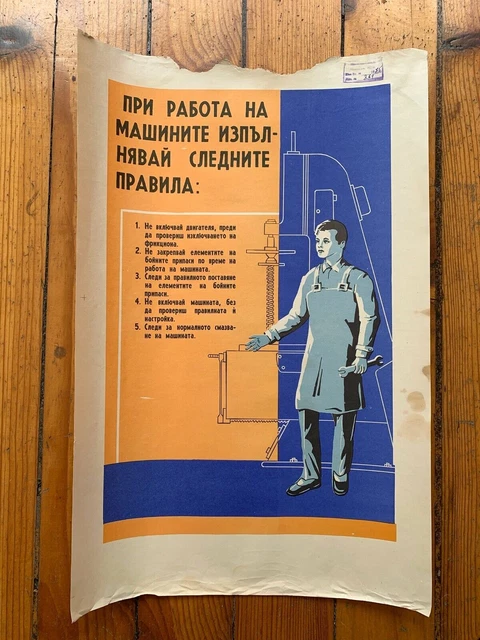 ПРИ РАБОТА НА
МАШИНИТЕ ИЗПЪЛ-
НЯВАЙ СЛЕДНИТЕ
ПРАВИЛА:
1. Не включвай двигателя, преди
да провериш изключването на
фрикциона.
2. Не закрепвай елементите на
бойните припаси по време на
работа на машината.
3. Следи за правилното поставяне
на елементите на бойните
припаси.
4. Не включвай машината, без
да провериш правилната ѝ
настройка.
5. Следи за нормалното смазва-
не на машината.